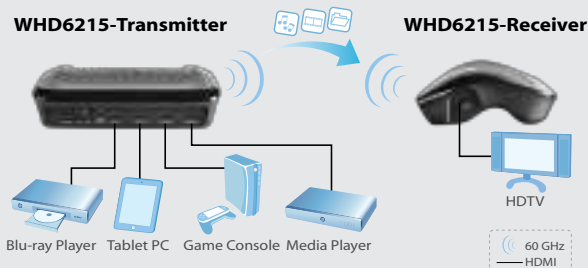 WHD6215-Transmitter
WHD6215-Receiver
HDTV
Blu-ray Player
Tablet PC
Game Console
Media Player
60 GHz
HDMI